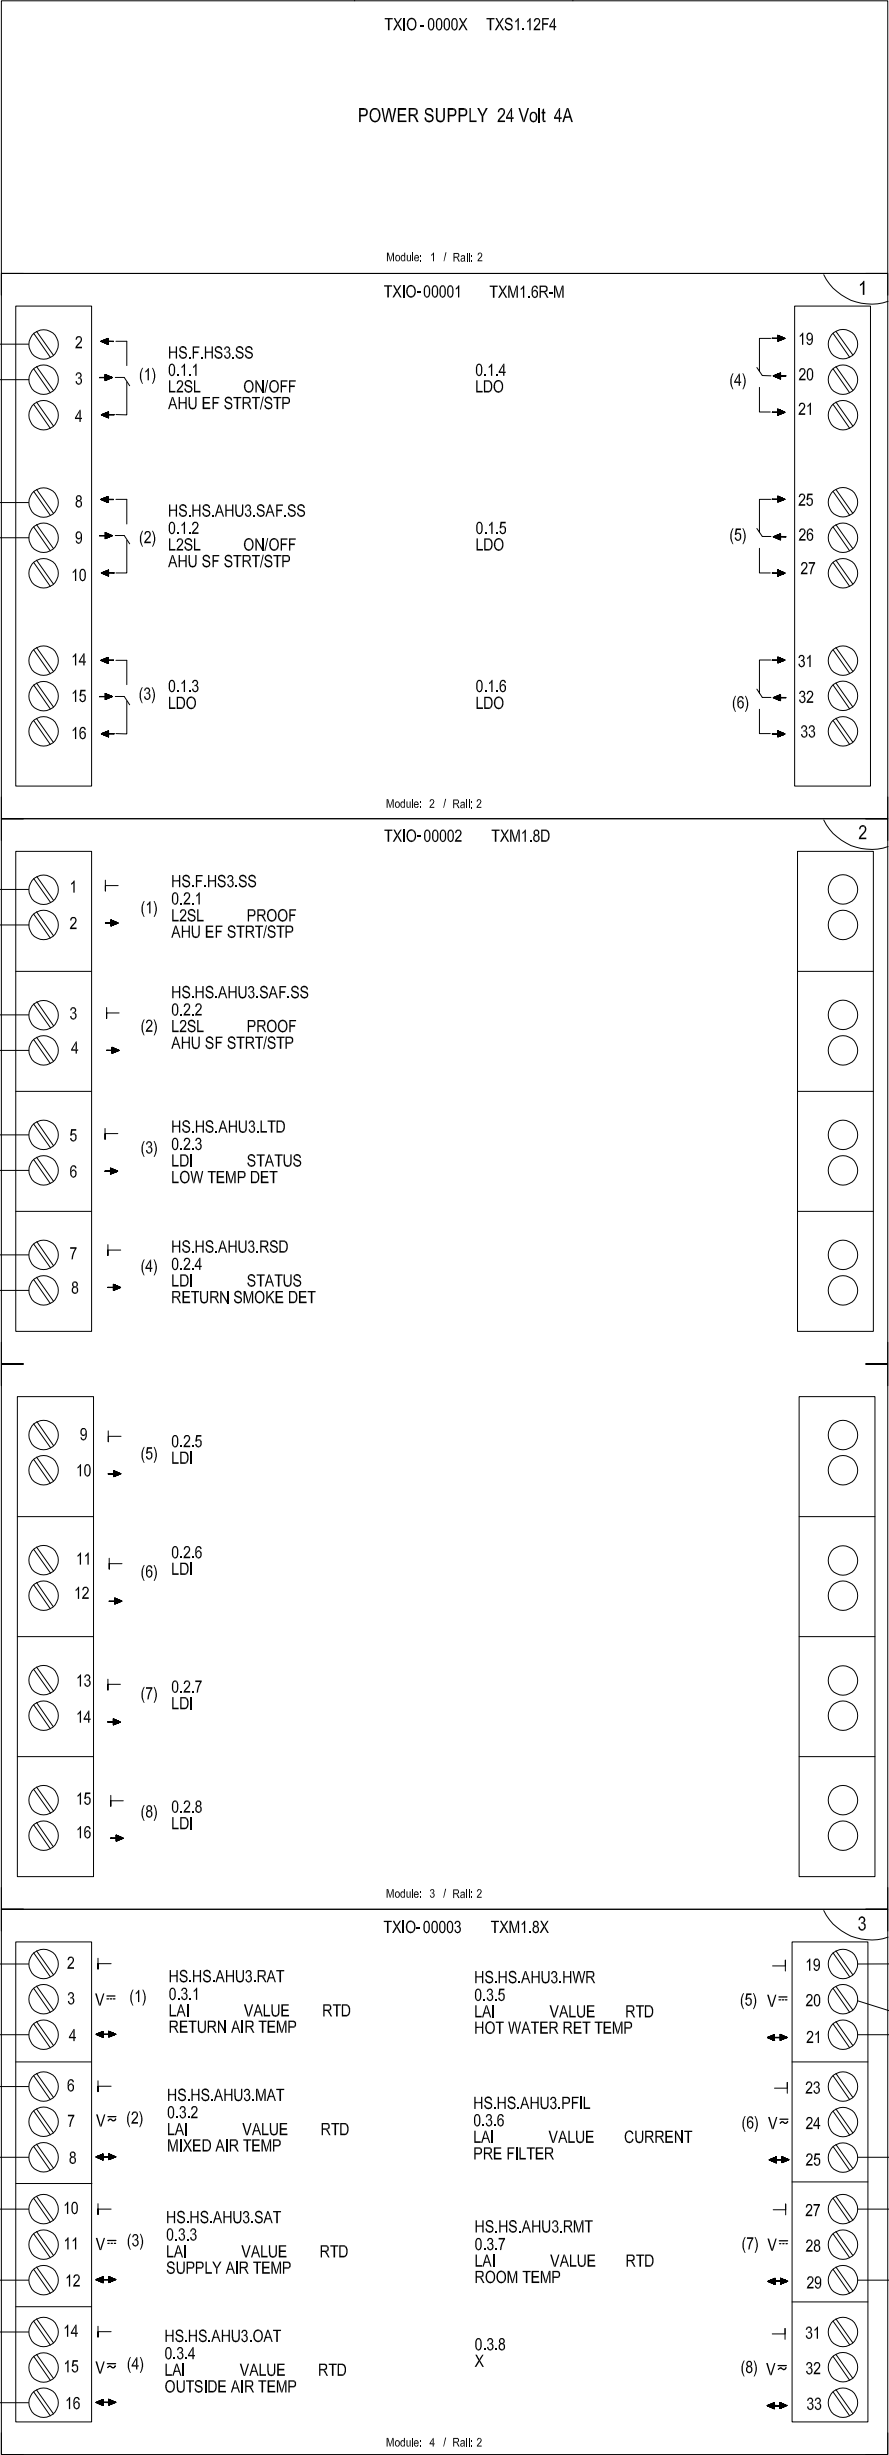 TXIO-0000X TXS1.12F4
POWER SUPPLY 24 Volt 4A
Module: 1 / Rail: 2
TXIO-00001 TXM1.6R-M
1
2
3
4
(1)
HS.F.HS3.SS
0.1.1
L2SL ON/OFF
AHU EF STRT/STP
0.1.4
LDO
(4)
19
20
21
8
9
10
(2)
HS.HS.AHU3.SAF.SS
0.1.2
L2SL ON/OFF
AHU SF STRT/STP
0.1.5
LDO
(5)
25
26
27
14
15
16
(3)
0.1.3
LDO
0.1.6
LDO
(6)
31
32
33
Module: 2 / Rail: 2
TXIO-00002 TXM1.8D
2
1
2
(1)
HS.F.HS3.SS
0.2.1
L2SL PROOF
AHU EF STRT/STP
3
4
(2)
HS.HS.AHU3.SAF.SS
0.2.2
L2SL PROOF
AHU SF STRT/STP
5
6
(3)
HS.HS.AHU3.LTD
0.2.3
LDI STATUS
LOW TEMP DET
7
8
(4)
HS.HS.AHU3.RSD
0.2.4
LDI STATUS
RETURN SMOKE DET
9
10
(5)
0.2.5
LDI
11
12
(6)
0.2.6
LDI
13
14
(7)
0.2.7
LDI
15
16
(8)
0.2.8
LDI
Module: 3 / Rail: 2
TXIO-00003 TXM1.8X
3
2
3 V≂
4
(1)
HS.HS.AHU3.RAT
0.3.1
LAI VALUE RTD
RETURN AIR TEMP
HS.HS.AHU3.HWR
0.3.5
LAI VALUE RTD
HOT WATER RET TEMP
(5) V≂
19
20
21
6
7 V≂
8
(2)
HS.HS.AHU3.MAT
0.3.2
LAI VALUE RTD
MIXED AIR TEMP
HS.HS.AHU3.PFIL
0.3.6
LAI VALUE CURRENT
PRE FILTER
(6) V≂
23
24
25
10
11 V≂
12
(3)
HS.HS.AHU3.SAT
0.3.3
LAI VALUE RTD
SUPPLY AIR TEMP
HS.HS.AHU3.RMT
0.3.7
LAI VALUE RTD
ROOM TEMP
(7) V≂
27
28
29
14
15 V≂
16
(4)
HS.HS.AHU3.OAT
0.3.4
LAI VALUE RTD
OUTSIDE AIR TEMP
0.3.8
X
(8) V≂
31
32
33
Module: 4 / Rail: 2